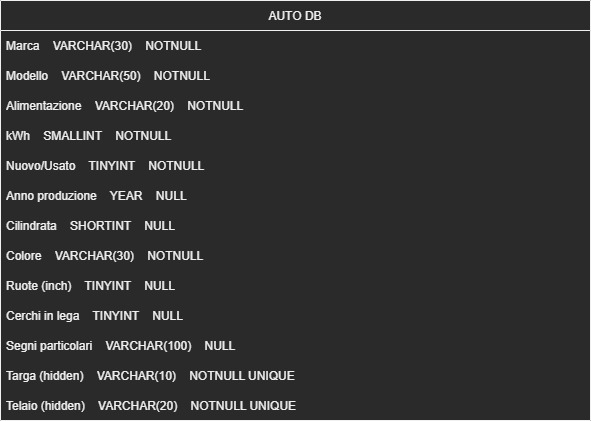 AUTO DB
Marca VARCHAR(30) NOTNULL
Modello VARCHAR(50) NOTNULL
Alimentazione VARCHAR(20) NOTNULL
kWh SMALLINT NOTNULL
Nuovo/Usato TINYINT NOTNULL
Anno produzione YEAR NULL
Cilindrata SHORTINT NULL
Colore VARCHAR(30) NOTNULL
Ruote (inch) TINYINT NULL
Cerchi in lega TINYINT NULL
Segni particolari VARCHAR(100) NULL
Targa (hidden) VARCHAR(10) NOTNULL UNIQUE
Telaio (hidden) VARCHAR(20) NOTNULL UNIQUE